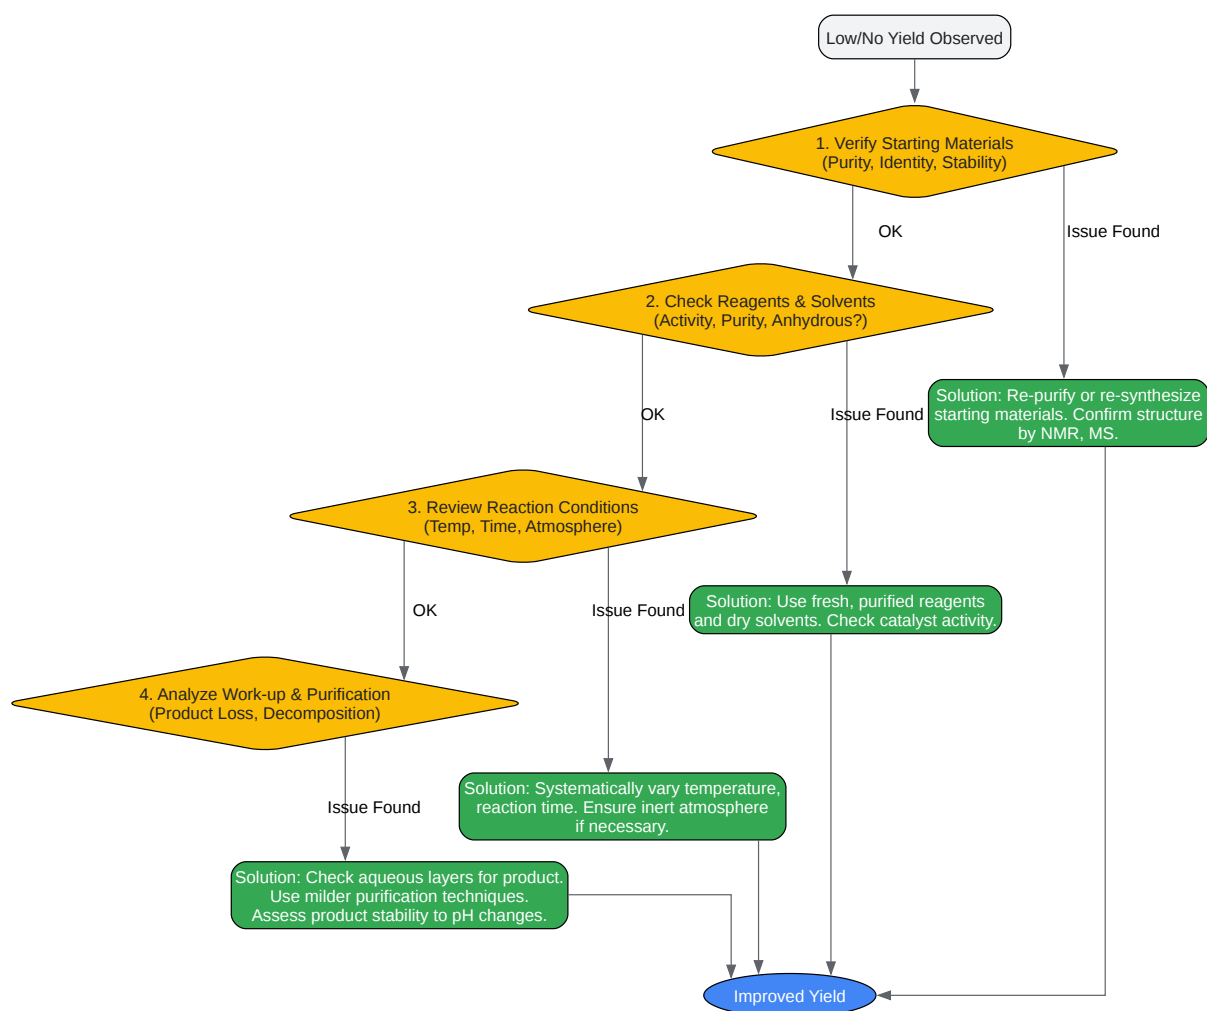 Low/No Yield Observed
1. Verify Starting Materials
(Purity, Identity, Stability)
OK
Issue Found
2. Check Reagents & Solvents
(Activity, Purity, Anhydrous?)
Solution: Re-purify or re-synthesize
starting materials. Confirm structure
by NMR, MS.
OK
Issue Found
3. Review Reaction Conditions
(Temp, Time, Atmosphere)
Solution: Use fresh, purified reagents
and dry solvents. Check catalyst activity.
OK
Issue Found
4. Analyze Work-up & Purification
(Product Loss, Decomposition)
Solution: Systematically vary temperature,
reaction time. Ensure inert atmosphere
if necessary.
Issue Found
Solution: Check aqueous layers for product.
Use milder purification techniques.
Assess product stability to pH changes.
Improved Yield